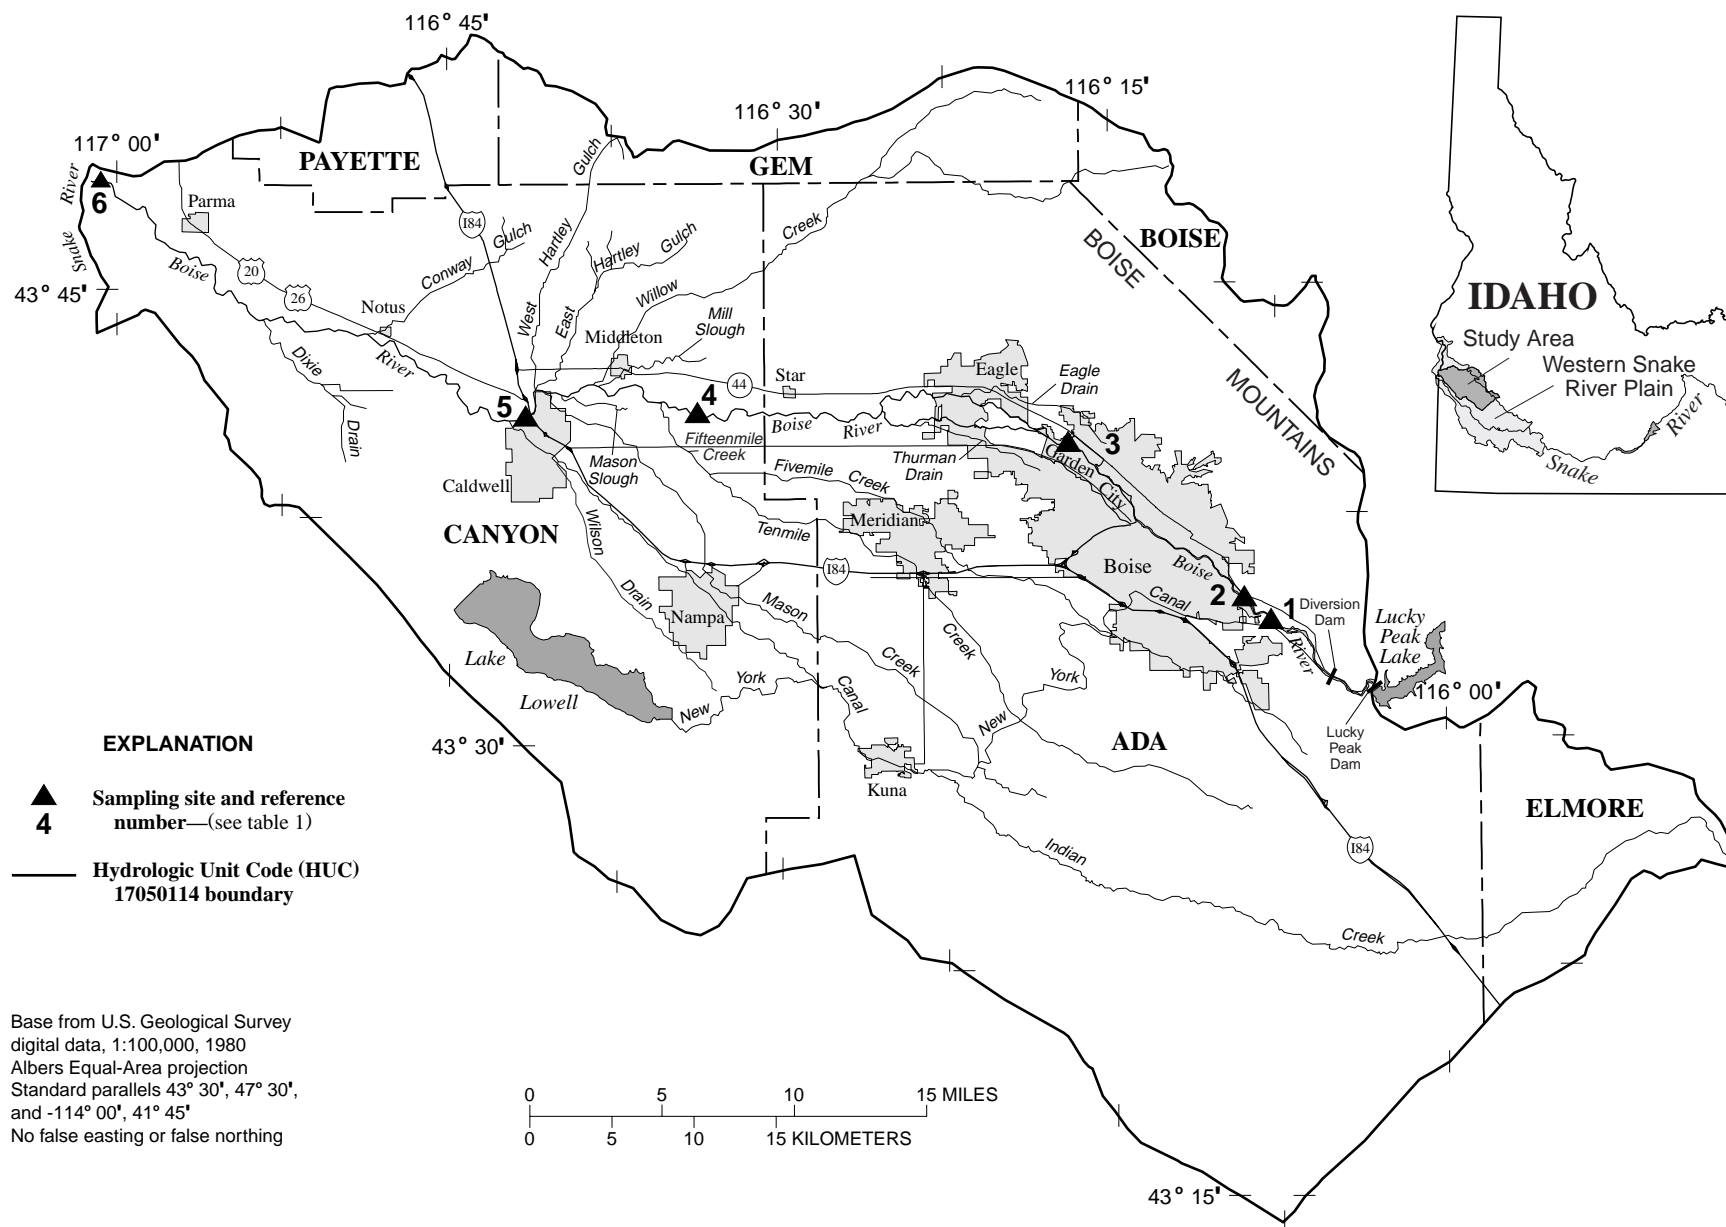 116° 45'
116° 15'
116° 30'
117° 00'
PAYETTE
GEM
Gulch
River
6
Parma
I84
Snake
Boise
20
Conway
Gulch
Hartley
Hartley
Gulch
Creek
BOISE
BOISE
MOUNTAINS
43° 45'
26
Notus
West
East
Willow
Middleton
Mill
Slough
Dixie
River
Drain
44
Star
Eagle
Eagle
Drain
5
4
Boise
River
3
Fifteenmile
Creek
Thurman
Drain
Garden
City
Mason
Slough
Fivemile
Creek
Caldwell
CANYON
Wilson
Drain
Tenmile
Meridian
I84
Boise
Boise
River
Canal
2
1
Diversion
Dam
Lucky
Peak
Lake
Nampa
Mason
Creek
Creek
Lake
Lowell
New
York
Canal
New
York
116° 00'
Lucky
Peak
Dam
43° 30'
Kuna
ADA
ELMORE
I84
Indian
Creek
43° 15'
IDAHO
Study Area
Western Snake
River Plain
River
Snake
EXPLANATION
Sampling site and reference
number—(see table 1)
4
Hydrologic Unit Code (HUC)
17050114 boundary
Base from U.S. Geological Survey
digital data, 1:100,000, 1980
Albers Equal-Area projection
Standard parallels 43° 30', 47° 30',
and -114° 00', 41° 45'
No false easting or false northing
0 5 10 15 MILES
0 5 10 15 KILOMETERS